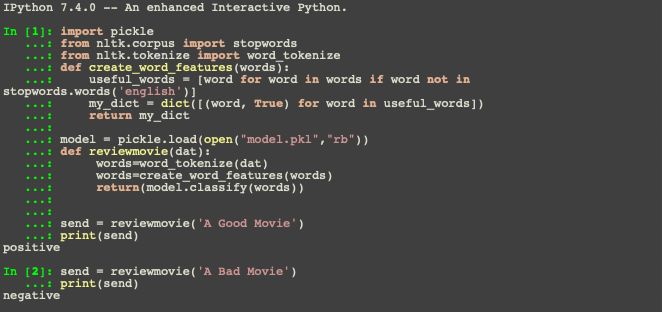 IPython 7.4.0 -- An enhanced Interactive Python.
In [1]: import pickle
...: from nltk.corpus import stopwords
...: from nltk.tokenize import word_tokenize
...: def create_word_features(words):
...:     useful_words = [word for word in words if word not in
stopwords.words('english')]
...:     my_dict = dict([(word, True) for word in useful_words])
...:     return my_dict
...:
...: model = pickle.load(open("model.pkl","rb"))
...: def reviewmovie(dat):
...:      words=word_tokenize(dat)
...:      words=create_word_features(words)
...:      return(model.classify(words))
...:
...:
...: send = reviewmovie('A Good Movie')
...: print(send)
positive
In [2]: send = reviewmovie('A Bad Movie')
...: print(send)
negative